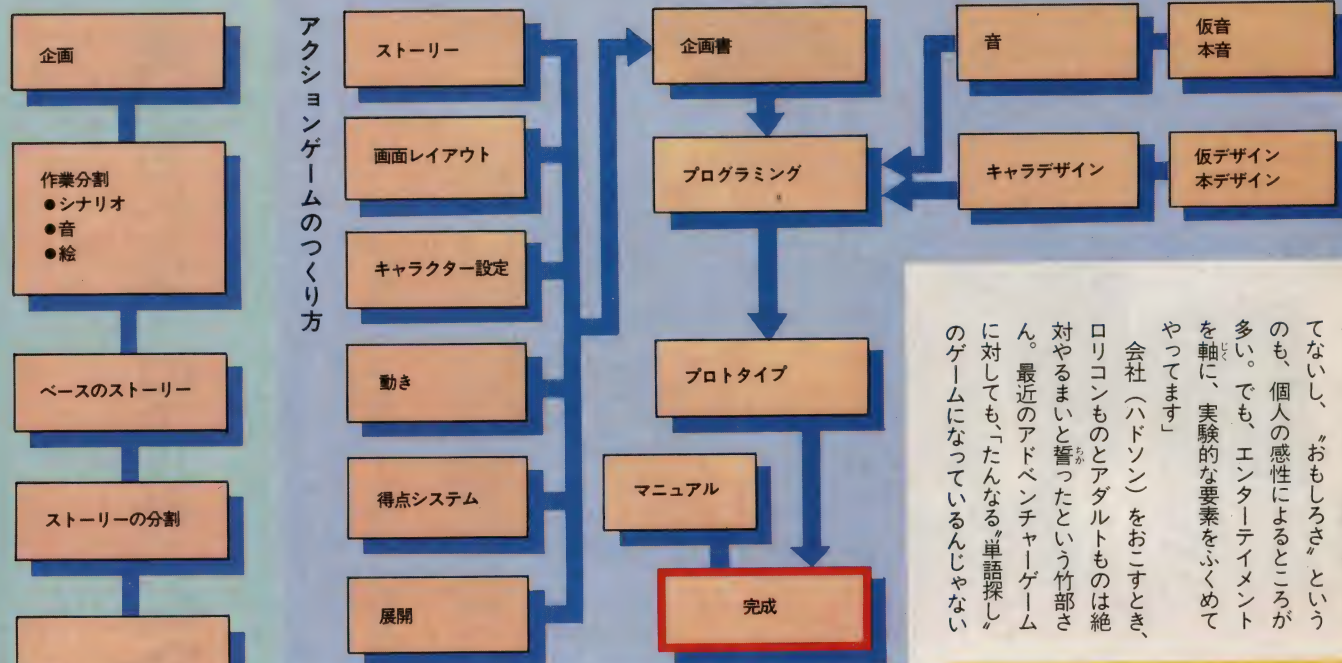 企画
作業分割
●シナリオ
●音
●絵
ベースのストーリー
ストーリーの分割
アクションゲームのつくり方
ストーリー
画面レイアウト
キャラクター設定
動き
得点システム
展開
企画書
プログラミング
プロトタイプ
マニュアル
完成
音
仮音
本音
キャラデザイン
仮デザイン
本デザイン
てないし、〝おもしろさ〟という
のも、個人の感性によるところが
多い。でも、エンターテイメント
を軸に、実験的な要素をふくめて
やってます」
会社（ハドソン）をおこすとき、
ロリコンものとアダルトものは絶
対やるまいと誓ったという竹部さ
ん。最近のアドベンチャーゲーム
に対しても、「たんなる〝単語探し〟
のゲームになっているんじゃない